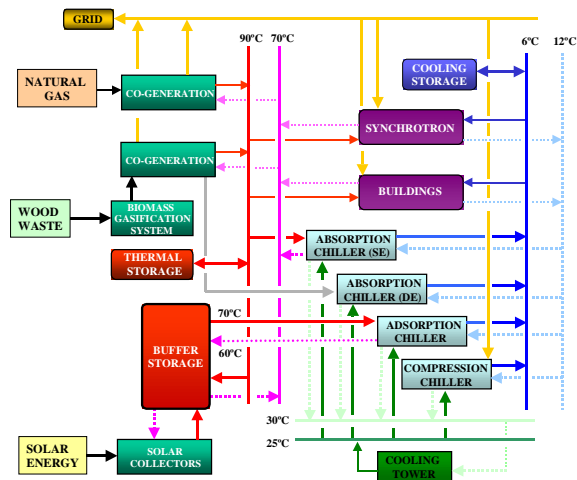 GRID
90ºC 70ºC
6ºC 12ºC
NATURAL
GAS
CO-GENERATION
COOLING
STORAGE
SYNCHROTRON
CO-GENERATION
BUILDINGS
WOOD
WASTE
BIOMASS
GASIFICATION
SYSTEM
ABSORPTION
CHILLER (SE)
THERMAL
STORAGE
ABSORPTION
CHILLER (DE)
70ºC
ADSORPTION
CHILLER
BUFFER
STORAGE
60ºC
COMPRESSION
CHILLER
30ºC
25ºC
SOLAR
ENERGY
SOLAR
COLLECTORS
COOLING
TOWER